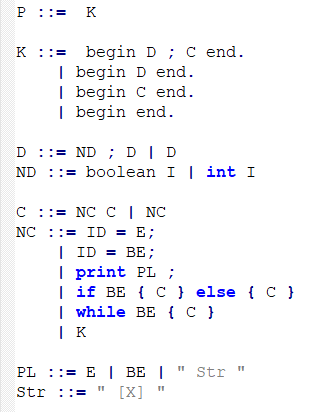 P ::= K
K ::= begin D ; C end.
| begin D end.
| begin C end.
| begin end.
D ::= ND ; D | D
ND ::= boolean I | int I
C ::= NC C | NC
NC ::= ID = E;
| ID = BE;
| print PL ;
| if BE { C } else { C }
| while BE { C }
| K
PL ::= E | BE | " Str "
Str ::= " [X] "